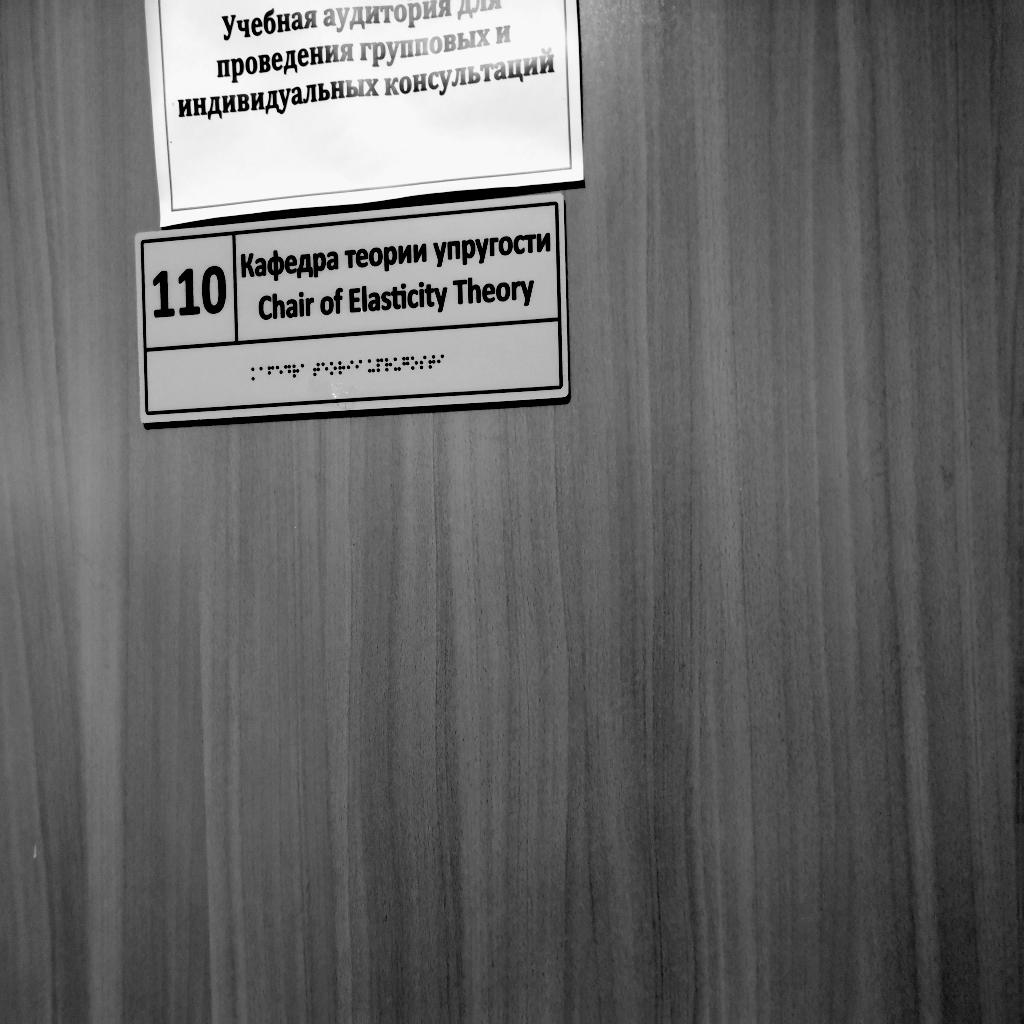 Учебная аудитория для
проведения групповых и
индивидуальных консультаций
110
Кафедра теории упругости
Chair of Elasticity Theory